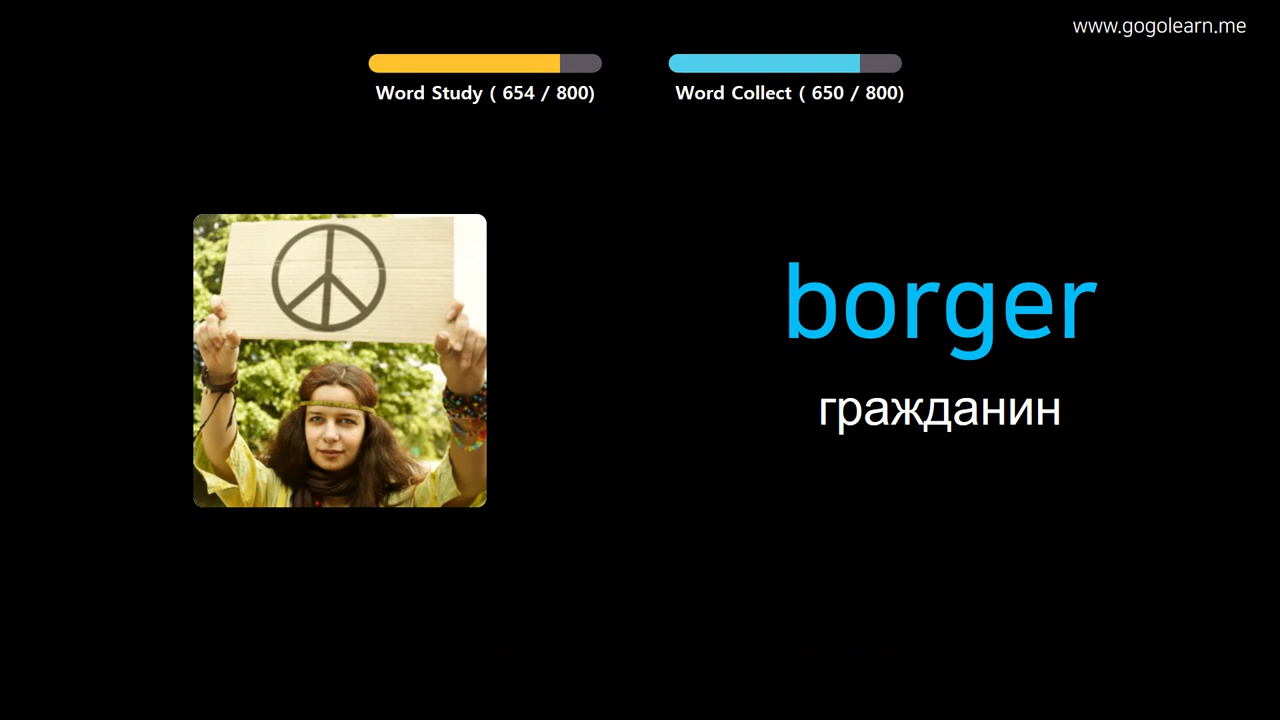 www.gogolearn.me
Word Study ( 654 / 800)
Word Collect ( 650 / 800)
borger
гражданин